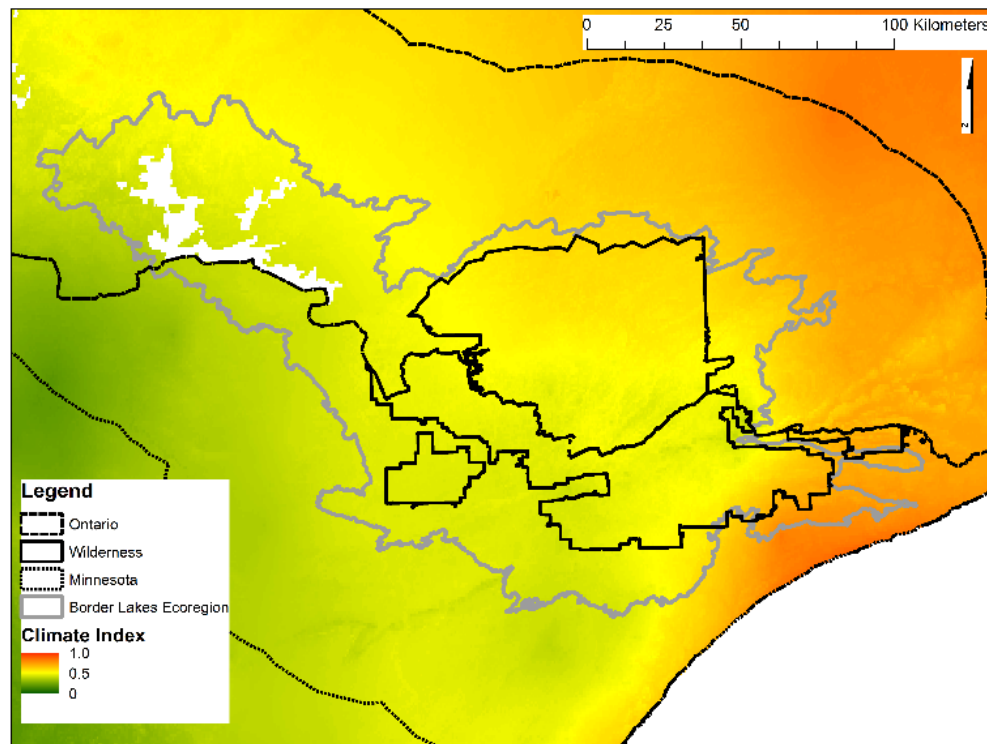 0 25 50 100 Kilometers
N
Legend
Ontario
Wilderness
Minnesota
Border Lakes Ecoregion
Climate Index
1.0
0.5
0